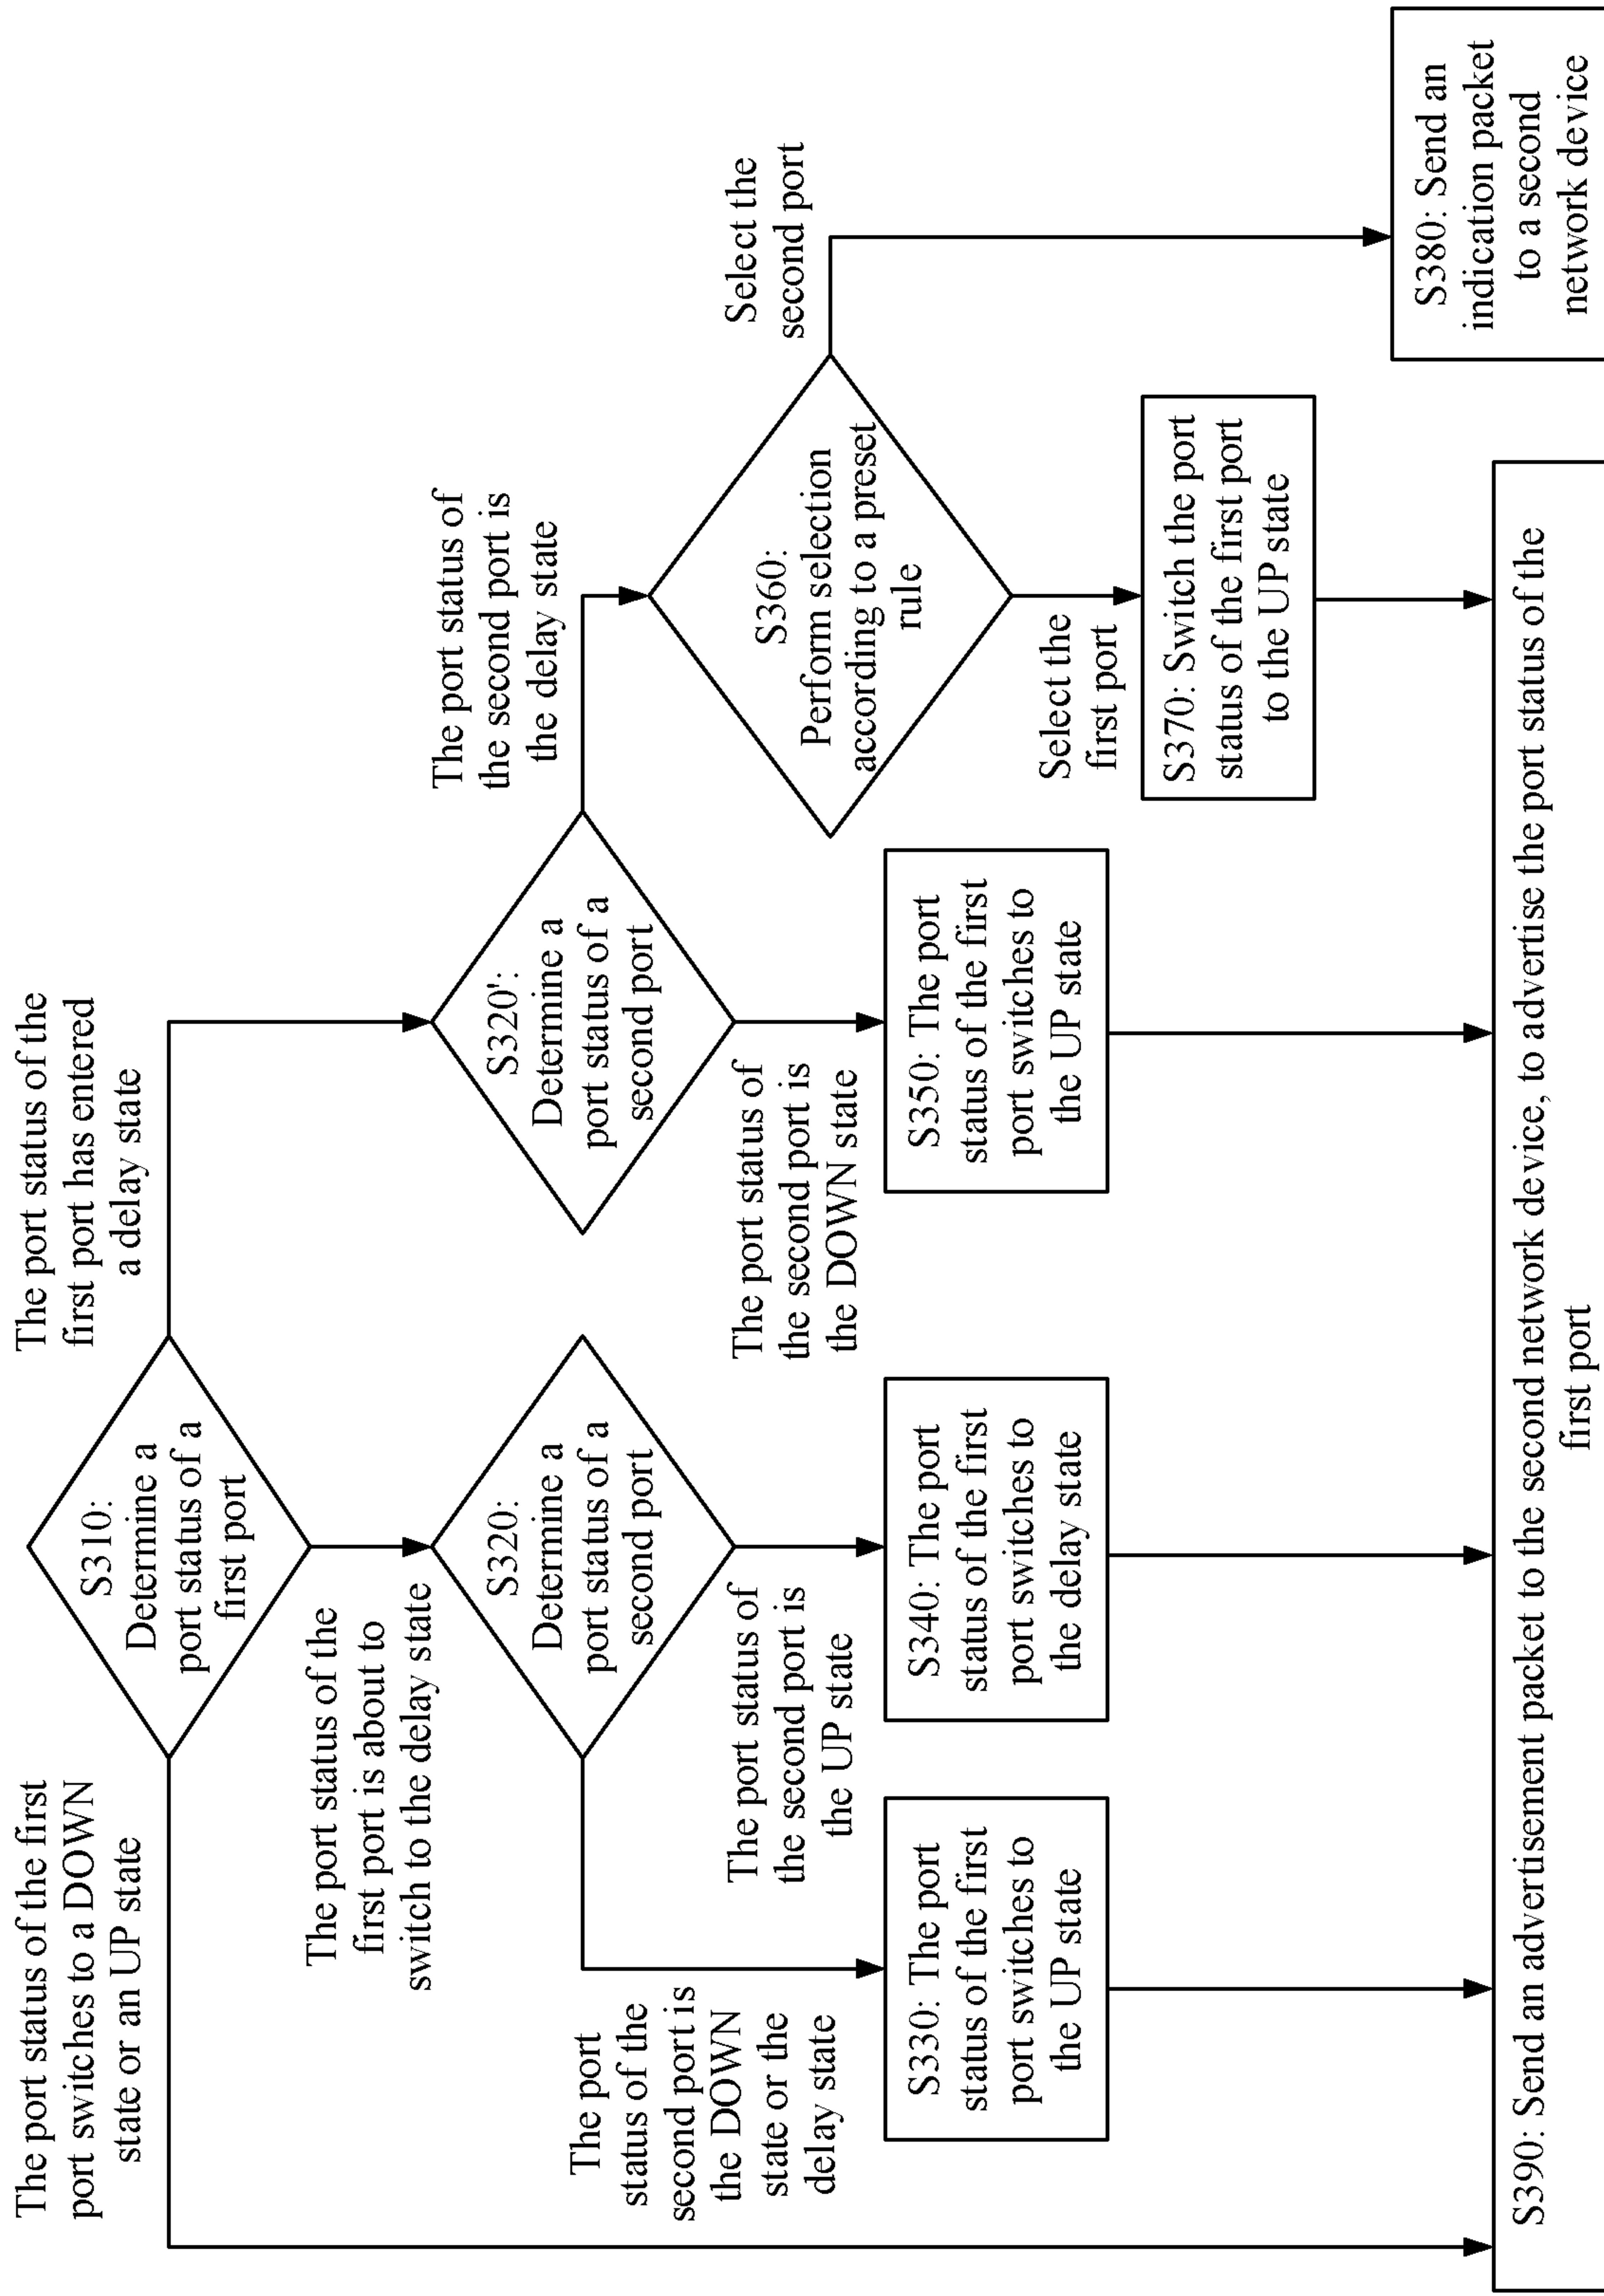 The port status of the first
port switches to a DOWN
state or an UP state
S310:
Determine a
port status of a
first port
The port status of the
first port has entered
a delay state
The port status of the
first port is about to
switch to the delay state
S320:
Determine a
port status of a
second port
S320':
Determine a
port status of a
second port
The port status of
the second port is
the delay state
The port
status of the
second port is
the DOWN
state or the
delay state
The port status of
the second port is
the UP state
The port status of
the second port is
the DOWN state
S360:
Perform selection
according to a preset
rule
Select the
second port
S330: The port
status of the first
port switches to
the UP state
S340: The port
status of the first
port switches to
the delay state
S350: The port
status of the first
port switches to
the UP state
Select the
first port
S370: Switch the port
status of the first port
to the UP state
S380: Send an
indication packet
to a second
network device
S390: Send an advertisement packet to the second network device, to advertise the port status of the
first port